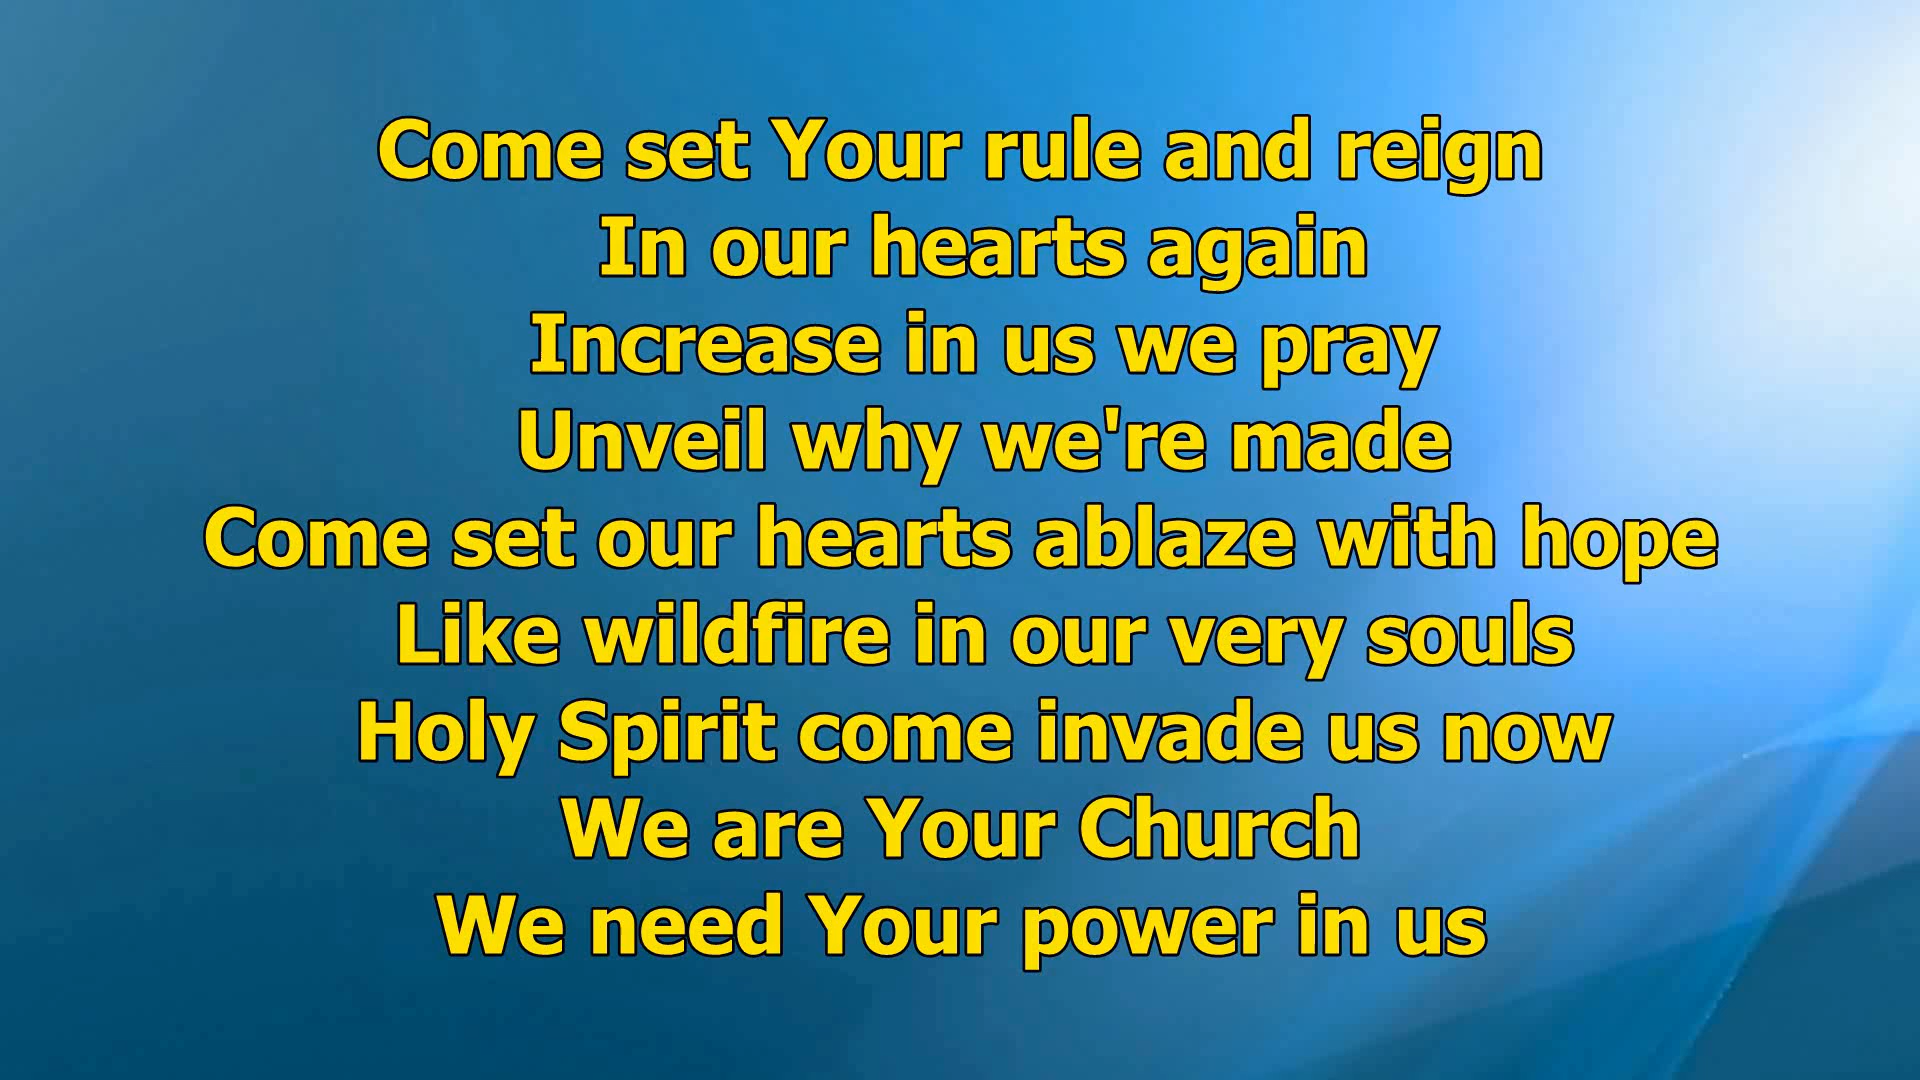 Come set Your rule and reign
In our hearts again
Increase in us we pray
Unveil why we're made
Come set our hearts ablaze with hope
Like wildfire in our very souls
Holy Spirit come invade us now
We are Your Church
We need Your power in us